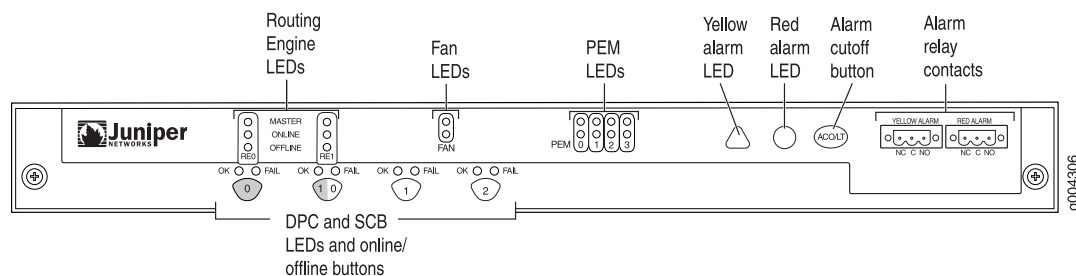 Routing
Engine
LEDs
Fan
LEDs
PEM
LEDs
Yellow
alarm
LED
Red
alarm
LED
Alarm
cutoff
button
Alarm
relay
contacts
Juniper
NETWORKS
MASTER
ONLINE
OFFLINE
RE0
RE1
FAN
PEM 0 1 2 3
ACO/LT
YELLOW ALARM
NC C NO
RED ALARM
NC C NO
OK FAIL
0
OK FAIL
1 0
OK FAIL
1
OK FAIL
2
DPC and SCB
LEDs and online/
offline buttons
g004306